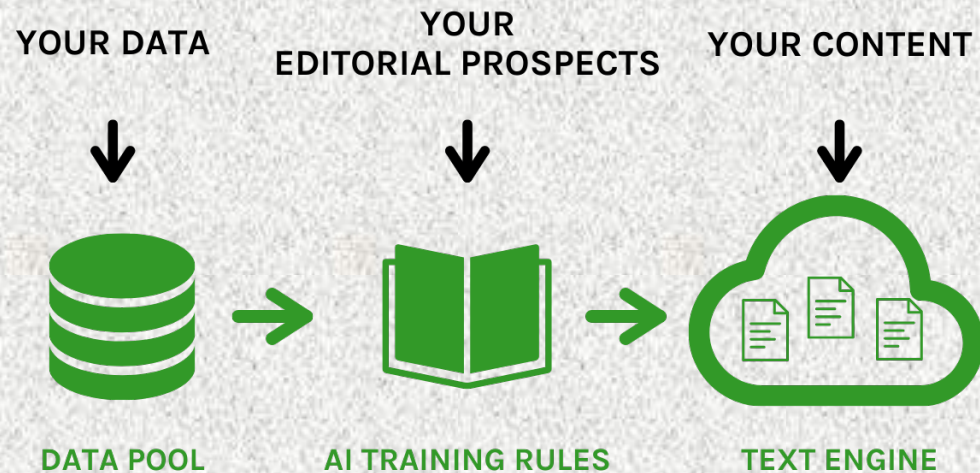 YOUR DATA
YOUR
EDITORIAL PROSPECTS
YOUR CONTENT
DATA POOL
AI TRAINING RULES
TEXT ENGINE